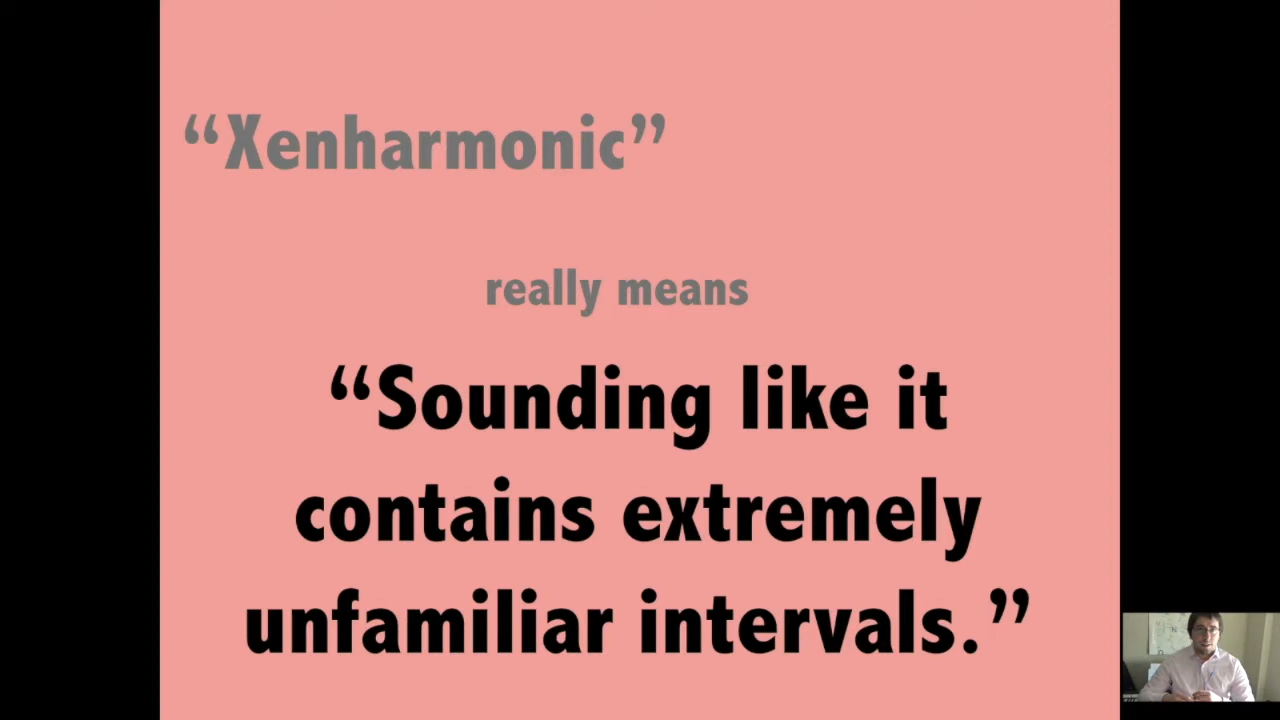 “Xenharmonic”
really means
“Sounding like it
contains extremely
unfamiliar intervals.”